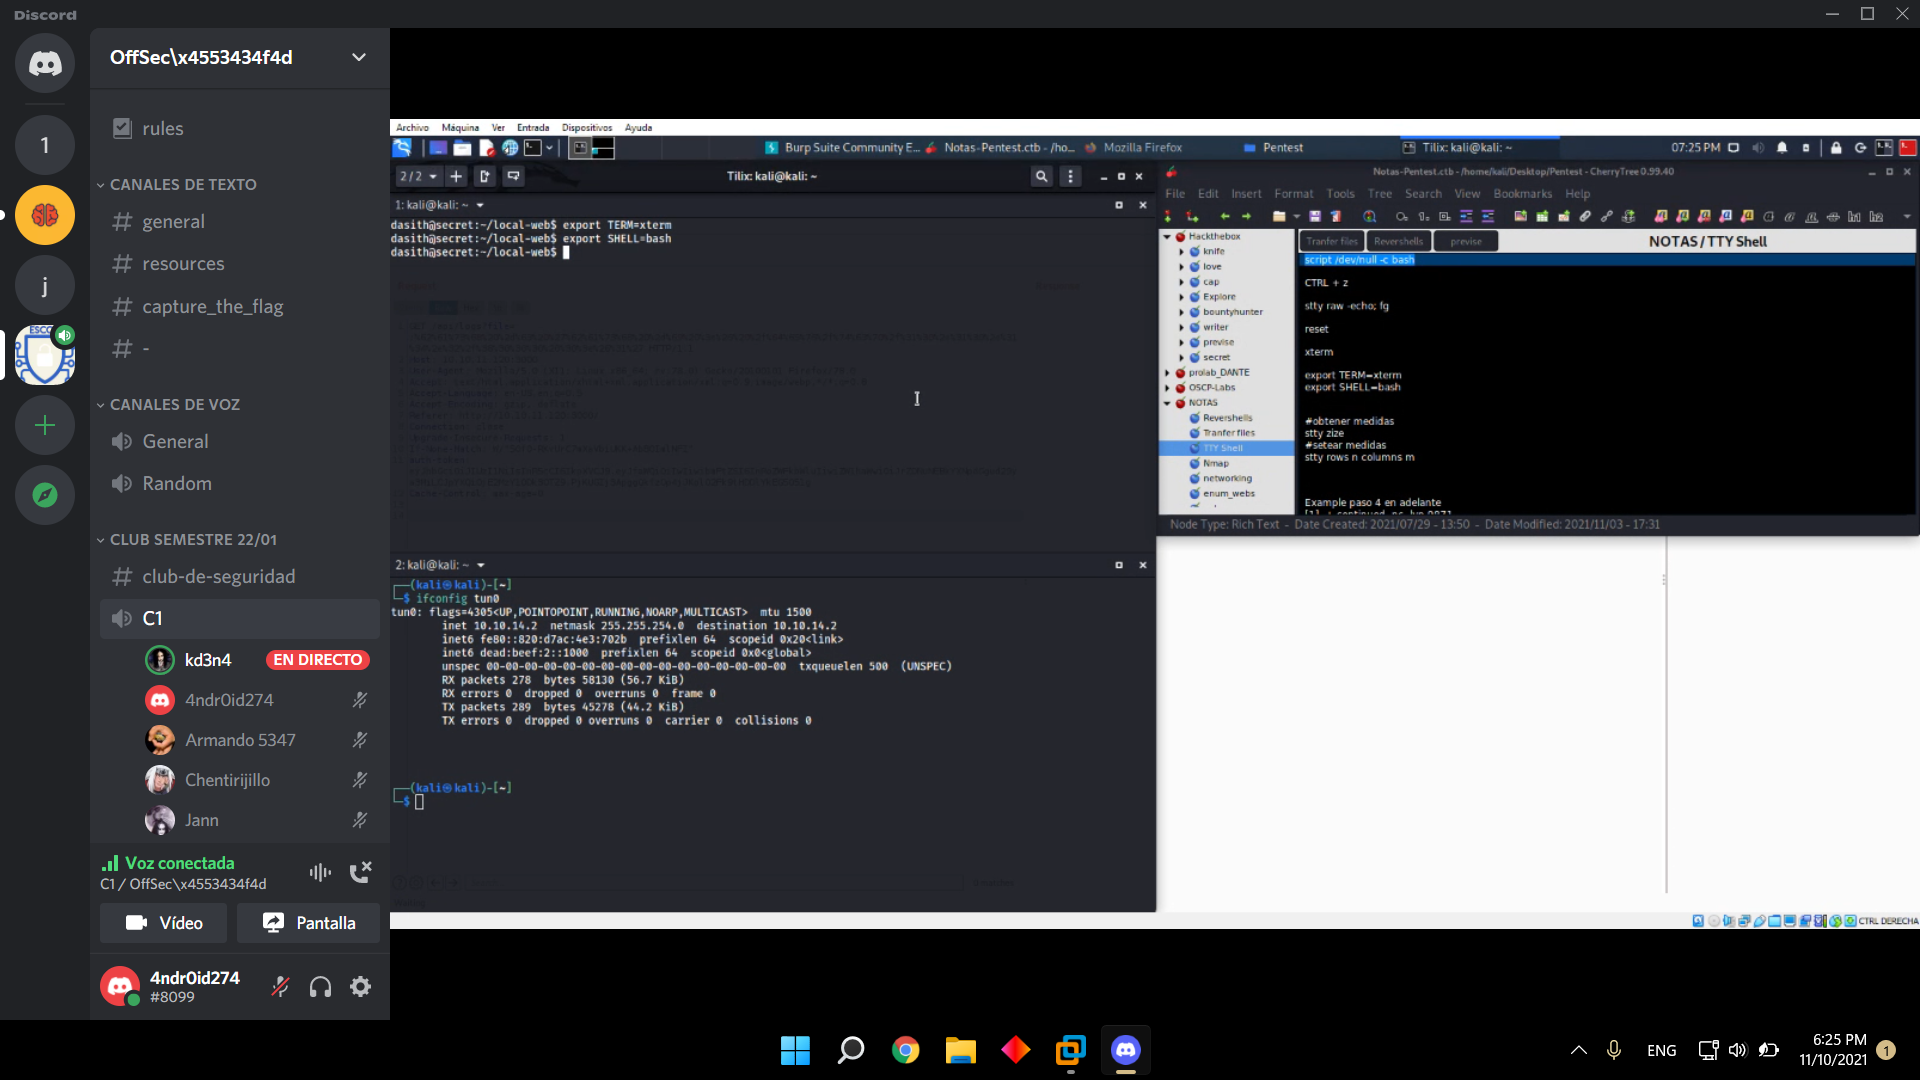 Discord
OffSec\x4553434f4d
rules
CANALES DE TEXTO
general
resources
capture_the_flag
-
CANALES DE VOZ
General
Random
CLUB SEMESTRE 22/01
club-de-seguridad
C1
kd3n4 EN DIRECTO
4ndr0id274
Armando 5347
Chentirijillo
Jann
Voz conectada
C1 / OffSec\x4553434f4d
Vídeo
Pantalla
4ndr0id274
#8099
1
j
ESCO
Archivo Máquina Ver Entrada Dispositivos Ayuda
Burp Suite Community E... Notas-Pentest.ctb - /ho... Mozilla Firefox Pentest Tilix: kali@kali: ~ 07:25 PM
2 / 2 Tilix: kali@kali: ~
1: kali@kali: ~
dasith@secret:~/local-web$ export TERM=xterm
dasith@secret:~/local-web$ export SHELL=bash
dasith@secret:~/local-web$
2: kali@kali: ~
(kali㉿kali)-[~]
$ ifconfig tun0
tun0: flags=4305<UP,POINTOPOINT,RUNNING,NOARP,MULTICAST> mtu 1500
inet 10.10.14.2 netmask 255.255.254.0 destination 10.10.14.2
inet6 fe80::820:d7ac:4e3:702b prefixlen 64 scopeid 0x20<link>
inet6 dead:beef:2::1000 prefixlen 64 scopeid 0x0<global>
unspec 00-00-00-00-00-00-00-00-00-00-00-00-00-00-00-00 txqueuelen 500 (UNSPEC)
RX packets 278 bytes 58130 (56.7 KiB)
RX errors 0 dropped 0 overruns 0 frame 0
TX packets 289 bytes 45278 (44.2 KiB)
TX errors 0 dropped 0 overruns 0 carrier 0 collisions 0
(kali㉿kali)-[~]
$
Notas-Pentest.ctb - /home/kali/Desktop/Pentest - CherryTree 0.99.40
File Edit Insert Format Tools Tree Search View Bookmarks Help
Hackthebox
knife
love
cap
Explore
bountyhunter
writer
previse
secret
prolab_DANTE
OSCP-Labs
NOTAS
Revershells
Tranfer files
TTY Shell
Nmap
networking
enum_webs
Tranfer files Revershells previse NOTAS / TTY Shell
script /dev/null -c bash
CTRL + z
stty raw -echo; fg
reset
xterm
export TERM=xterm
export SHELL=bash
#obtener medidas
stty zize
#setear medidas
stty rows n columns m
Example paso 4 en adelante
Node Type: Rich Text - Date Created: 2021/07/29 - 13:50 - Date Modified: 2021/11/03 - 17:31
CTRL DERECHA
ENG
6:25 PM
11/10/2021
1